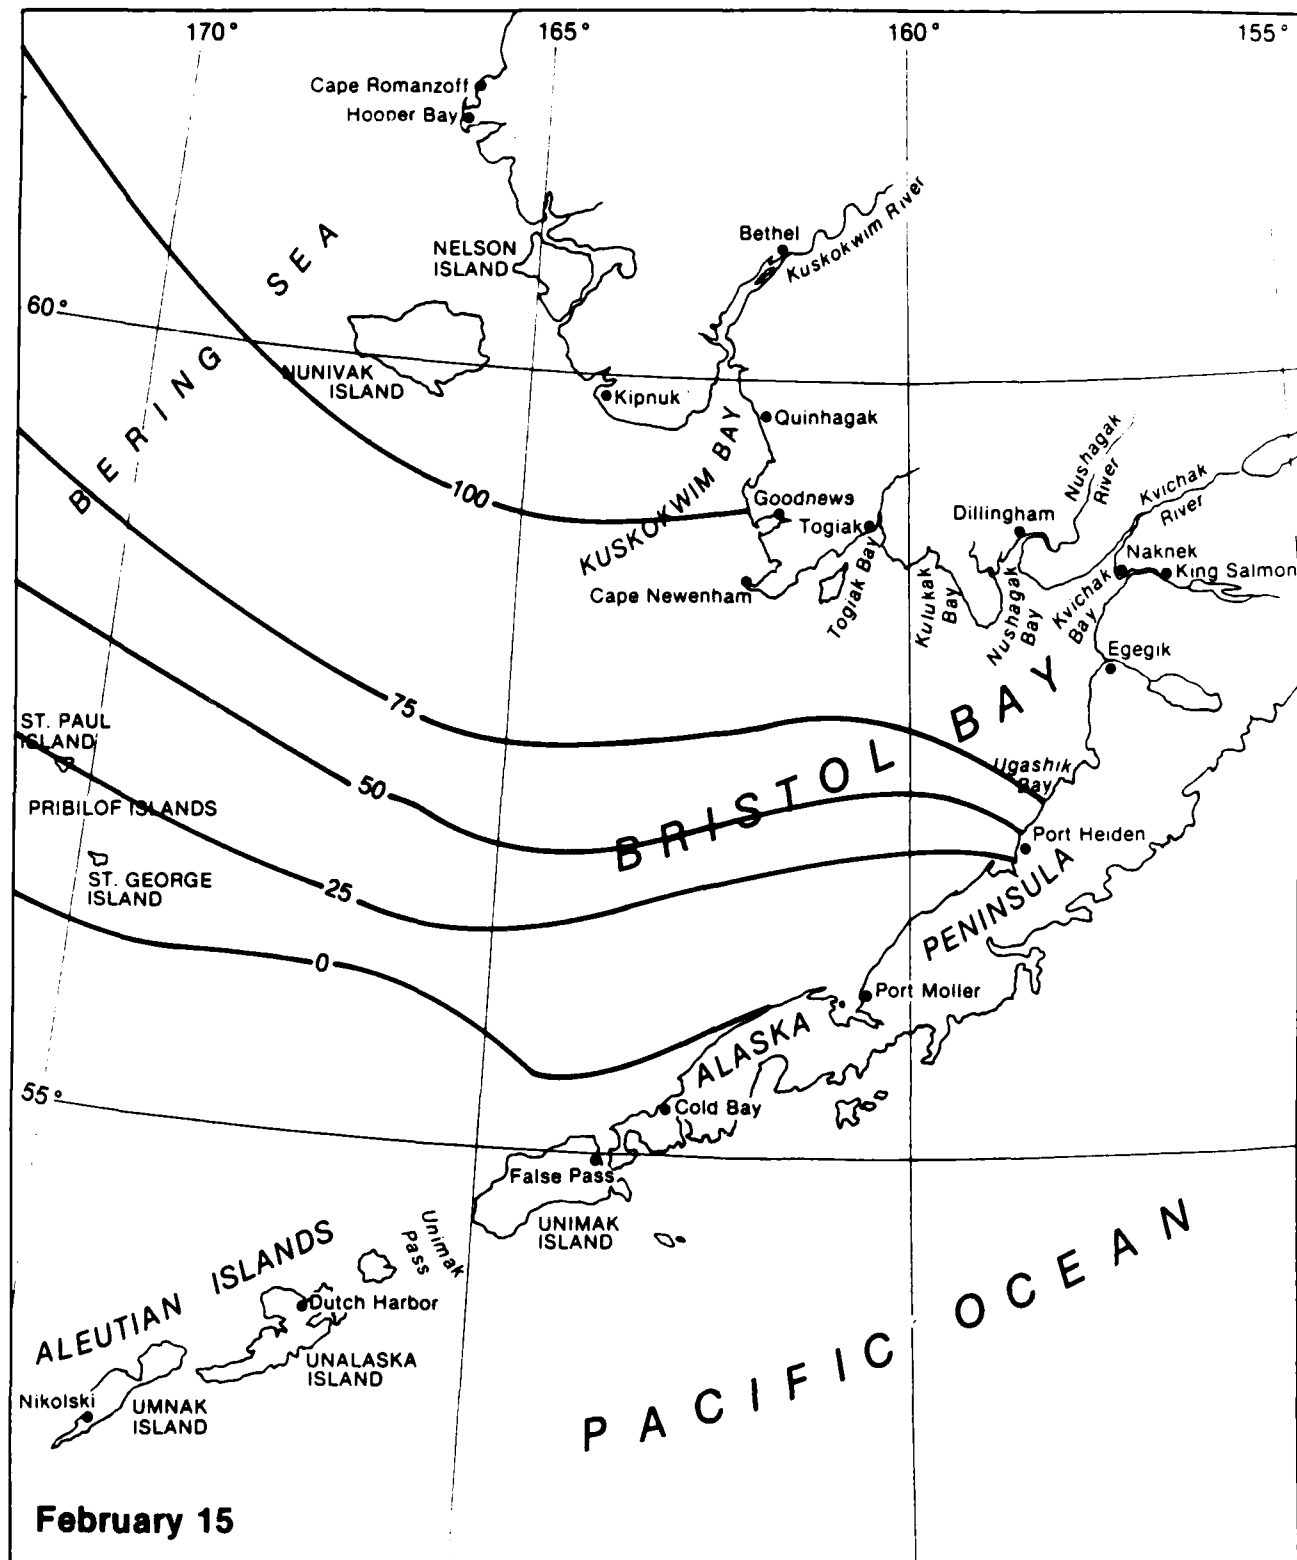 170°
165°
160°
155°
Cape Romanzoff
Hooper Bay
BERING SEA
NELSON
ISLAND
Bethel
Kuskokwim River
60°
NUNIVAK
ISLAND
Kipnuk
Quinhagak
KUSKOKWIM BAY
Nushagak
River
Kvichak
River
100
Goodnews
Togiak
Dillingham
Naknek
King Salmon
Cape Newenham
Togiak Bay
Kulukak
Bay
Nushagak
Bay
Kvichak
Bay
Egegik
75
ST. PAUL
ISLAND
BRISTOL BAY
Ugashik
Bay
50
PRIBILOF ISLANDS
Port Heiden
ST. GEORGE
ISLAND
25
ALASKA PENINSULA
0
Port Moller
55°
Cold Bay
False Pass
UNIMAK
ISLAND
Unimak
Pass
ALEUTIAN ISLANDS
Dutch Harbor
UNALASKA
ISLAND
Nikolski
UMNAK
ISLAND
PACIFIC OCEAN
February 15